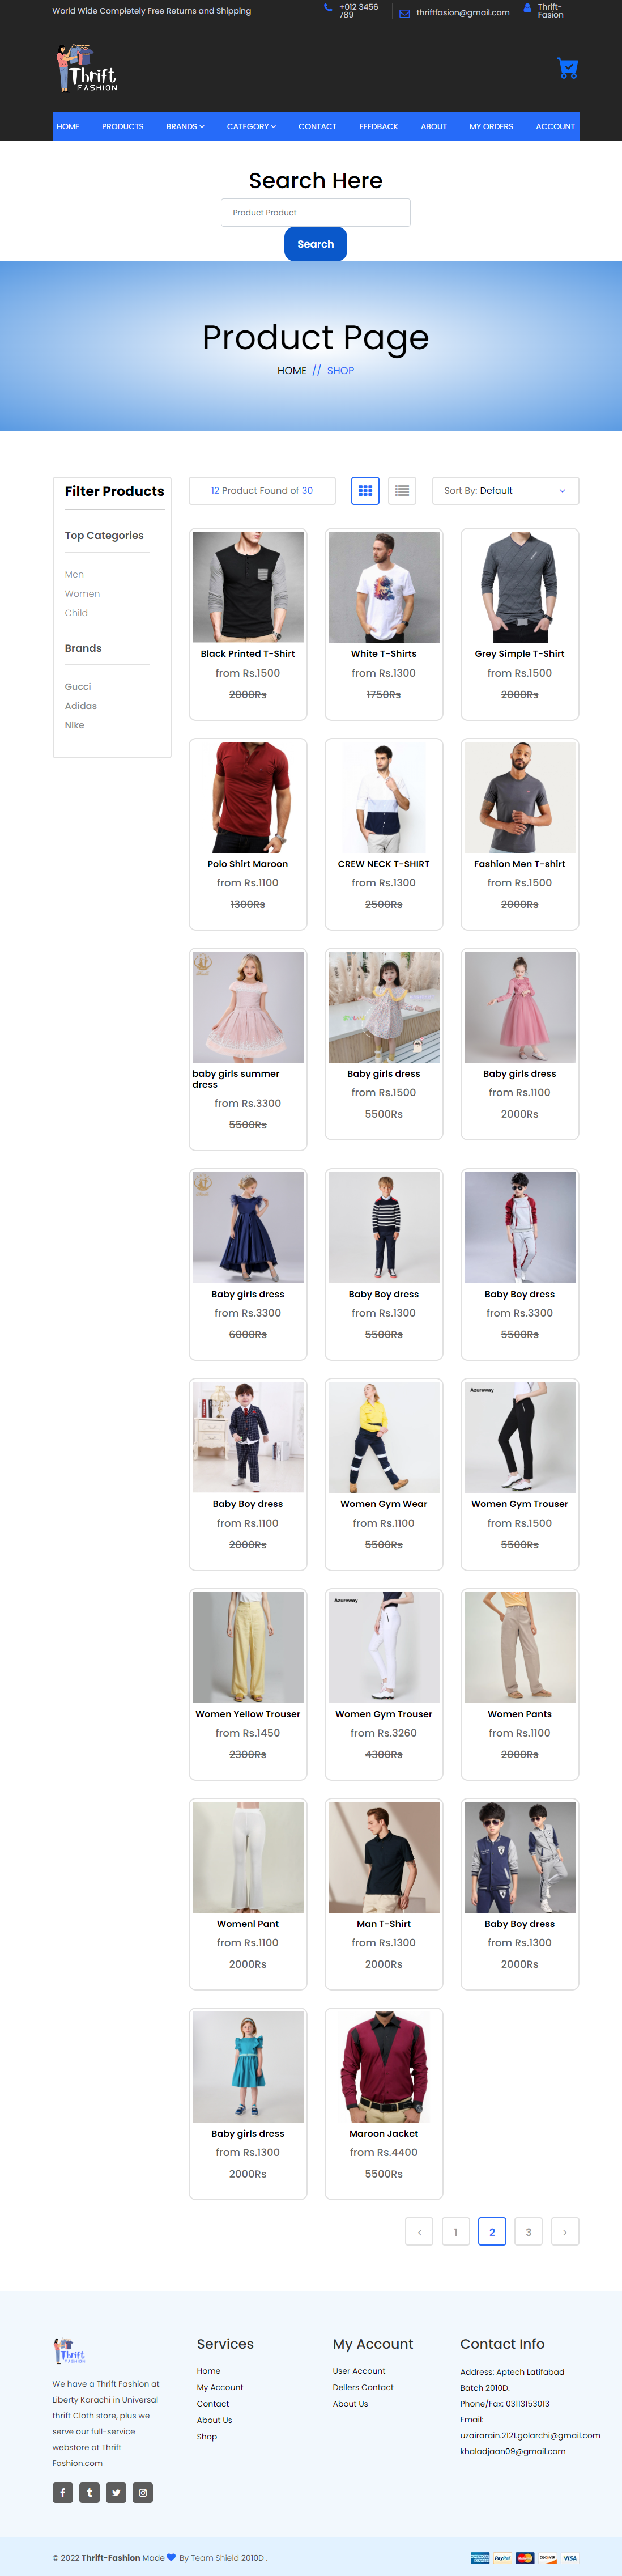 World Wide Completely Free Returns and Shipping
+012 3456
789
thriftfasion@gmail.com
Thrift-
Fasion
Thrift
FASHION
HOME PRODUCTS BRANDS CATEGORY CONTACT FEEDBACK ABOUT MY ORDERS ACCOUNT
Search Here
Product Product
Search
Product Page
HOME // SHOP
Filter Products
Top Categories
Men
Women
Child
Brands
Gucci
Adidas
Nike
12 Product Found of 30
Sort By: Default
Black Printed T-Shirt
from Rs.1500
2000Rs
White T-Shirts
from Rs.1300
1750Rs
Grey Simple T-Shirt
from Rs.1500
2000Rs
Polo Shirt Maroon
from Rs.1100
1300Rs
CREW NECK T-SHIRT
from Rs.1300
2500Rs
Fashion Men T-shirt
from Rs.1500
2000Rs
baby girls summer
dress
from Rs.3300
5500Rs
Baby girls dress
from Rs.1500
5500Rs
Baby girls dress
from Rs.1100
2000Rs
Baby girls dress
from Rs.3300
6000Rs
Baby Boy dress
from Rs.1300
5500Rs
Baby Boy dress
from Rs.3300
5500Rs
Baby Boy dress
from Rs.1100
2000Rs
Women Gym Wear
from Rs.1100
5500Rs
Azureway
Women Gym Trouser
from Rs.1500
5500Rs
Women Yellow Trouser
from Rs.1450
2300Rs
Azureway
Women Gym Trouser
from Rs.3260
4300Rs
Women Pants
from Rs.1100
2000Rs
Womenl Pant
from Rs.1100
2000Rs
Man T-Shirt
from Rs.1300
2000Rs
Baby Boy dress
from Rs.1300
2000Rs
Baby girls dress
from Rs.1300
2000Rs
Maroon Jacket
from Rs.4400
5500Rs
‹ 1 2 3 ›
Thrift
FASHION
We have a Thrift Fashion at
Liberty Karachi in Universal
thrift Cloth store, plus we
serve our full-service
webstore at Thrift
Fashion.com
Services
Home
My Account
Contact
About Us
Shop
My Account
User Account
Dellers Contact
About Us
Contact Info
Address: Aptech Latifabad
Batch 2010D.
Phone/Fax: 03113153013
Email:
uzairarain.2121.golarchi@gmail.com
khaladjaan09@gmail.com
© 2022 Thrift-Fashion Made By Team Shield 2010D .
PayPal
DISCOVER
VISA